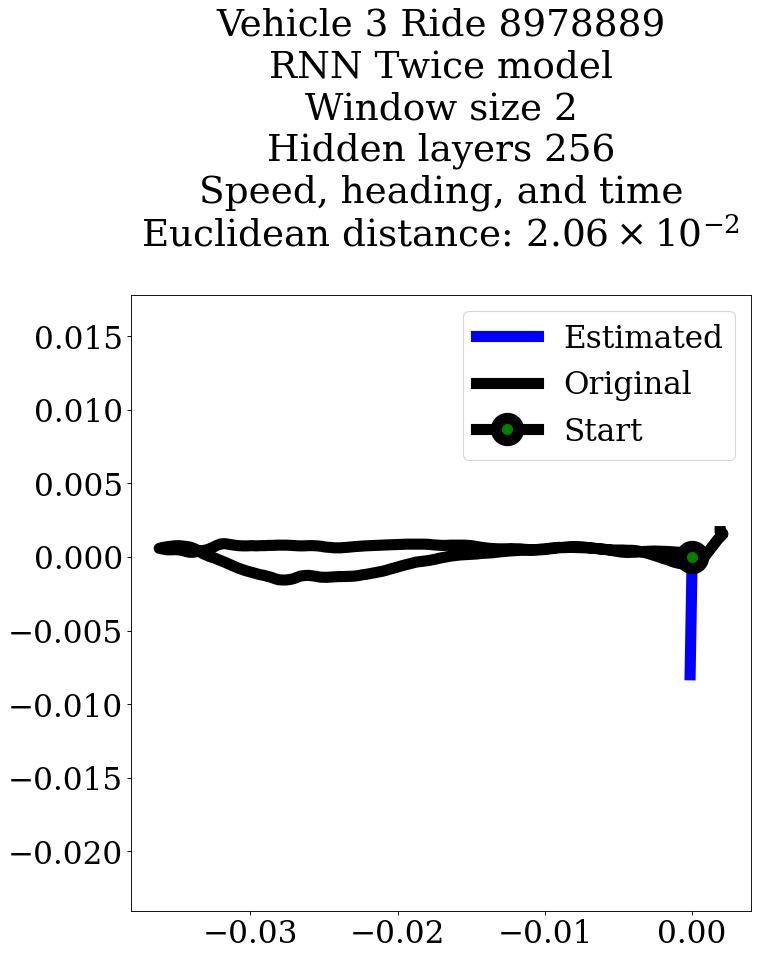 Vehicle 3 Ride 8978889
RNN Twice model
Window size 2
Hidden layers 256
Speed, heading, and time
Euclidean distance: 2.06 × 10⁻²
Estimated
Original
Start
0.015
0.010
0.005
0.000
−0.005
−0.010
−0.015
−0.020
−0.03 −0.02 −0.01 0.00